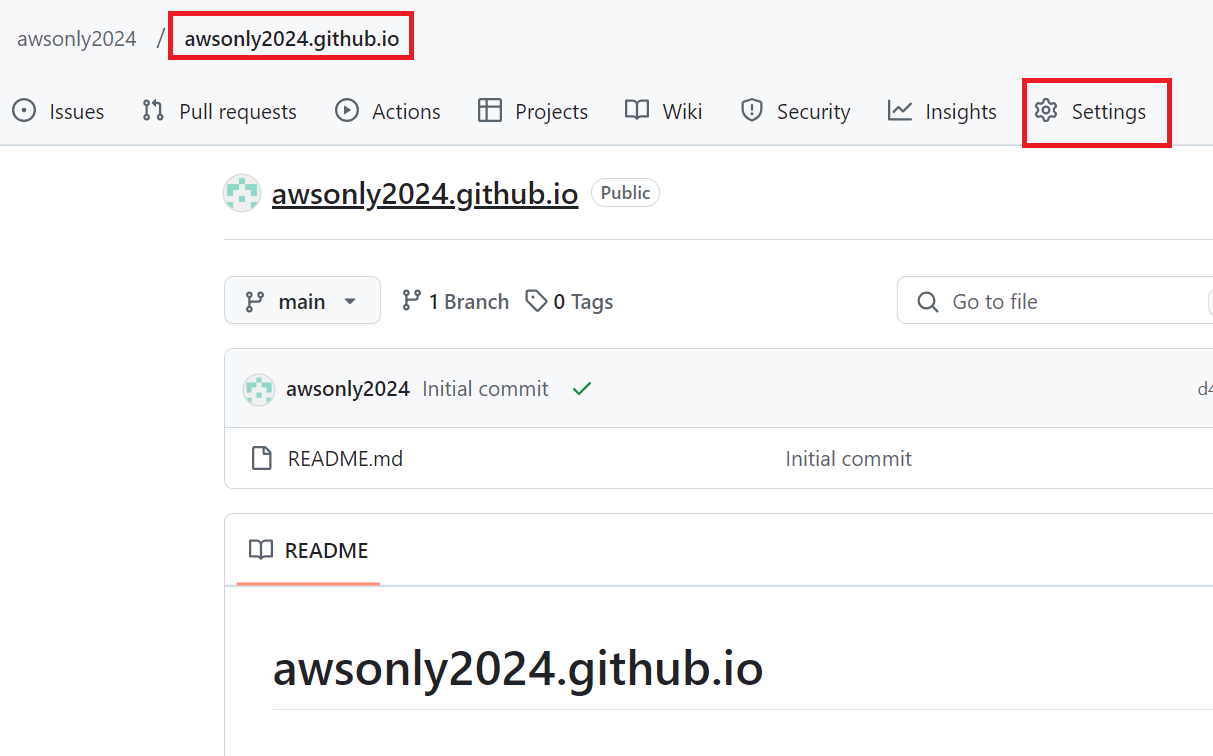 awsonly2024 / awsonly2024.github.io
Issues Pull requests Actions Projects Wiki Security Insights Settings
awsonly2024.github.io Public
main 1 Branch 0 Tags Go to file
awsonly2024 Initial commit
README.md Initial commit
README
awsonly2024.github.io